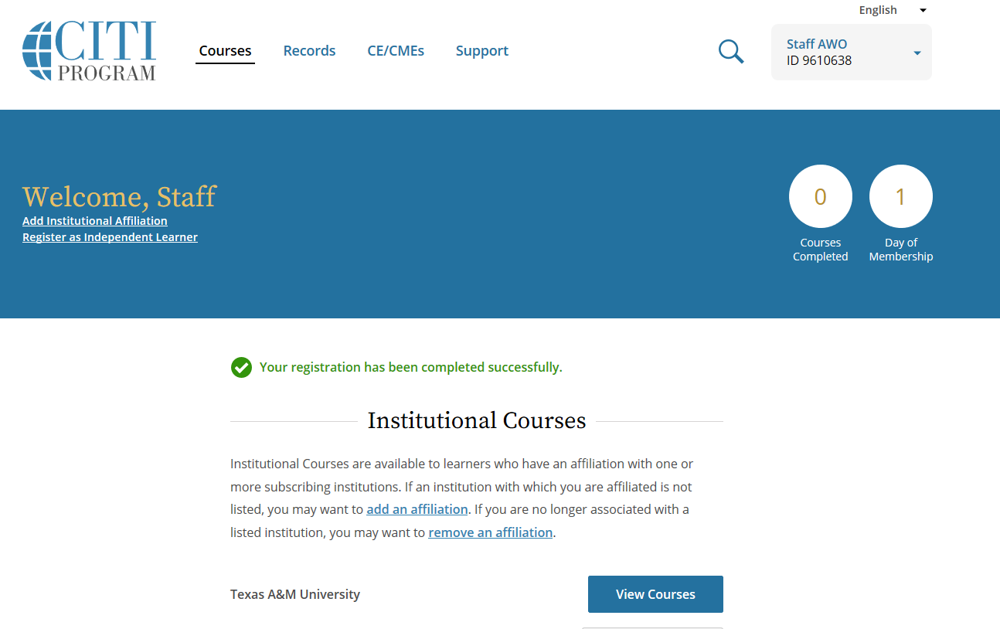 English
CITI
PROGRAM
Courses Records CE/CMEs Support
Staff AWO
ID 9610638
Welcome, Staff
Add Institutional Affiliation
Register as Independent Learner
0
Courses
Completed
1
Day of
Membership
Your registration has been completed successfully.
Institutional Courses
Institutional Courses are available to learners who have an affiliation with one or
more subscribing institutions. If an institution with which you are affiliated is not
listed, you may want to add an affiliation. If you are no longer associated with a
listed institution, you may want to remove an affiliation.
Texas A&M University
View Courses